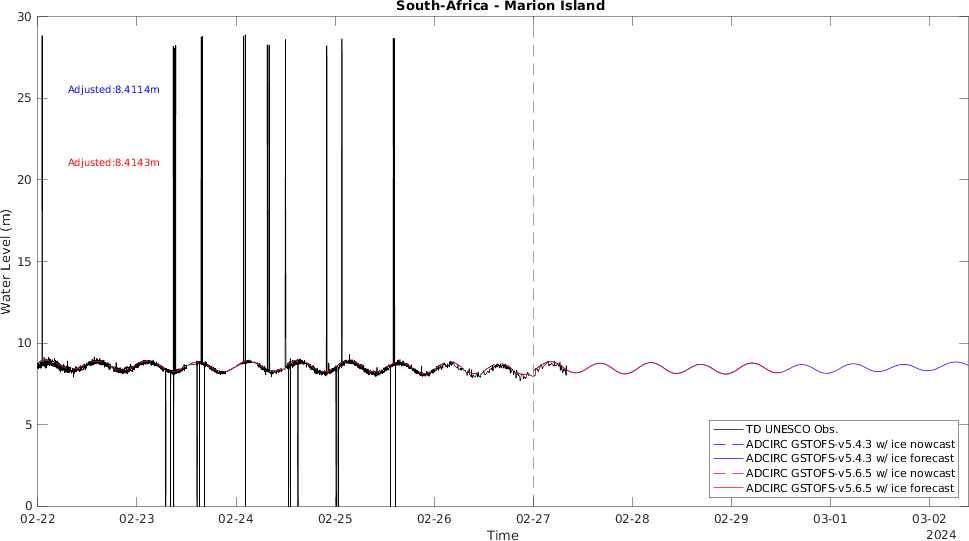 South-Africa - Marion Island
30
25
20
15
10
5
0
Water Level (m)
Adjusted:8.4114m
Adjusted:8.4143m
TD UNESCO Obs.
ADCIRC GSTOFS-v5.4.3 w/ ice nowcast
ADCIRC GSTOFS-v5.4.3 w/ ice forecast
ADCIRC GSTOFS-v5.6.5 w/ ice nowcast
ADCIRC GSTOFS-v5.6.5 w/ ice forecast
02-22 02-23 02-24 02-25 02-26 02-27 02-28 02-29 03-01 03-02
Time
2024